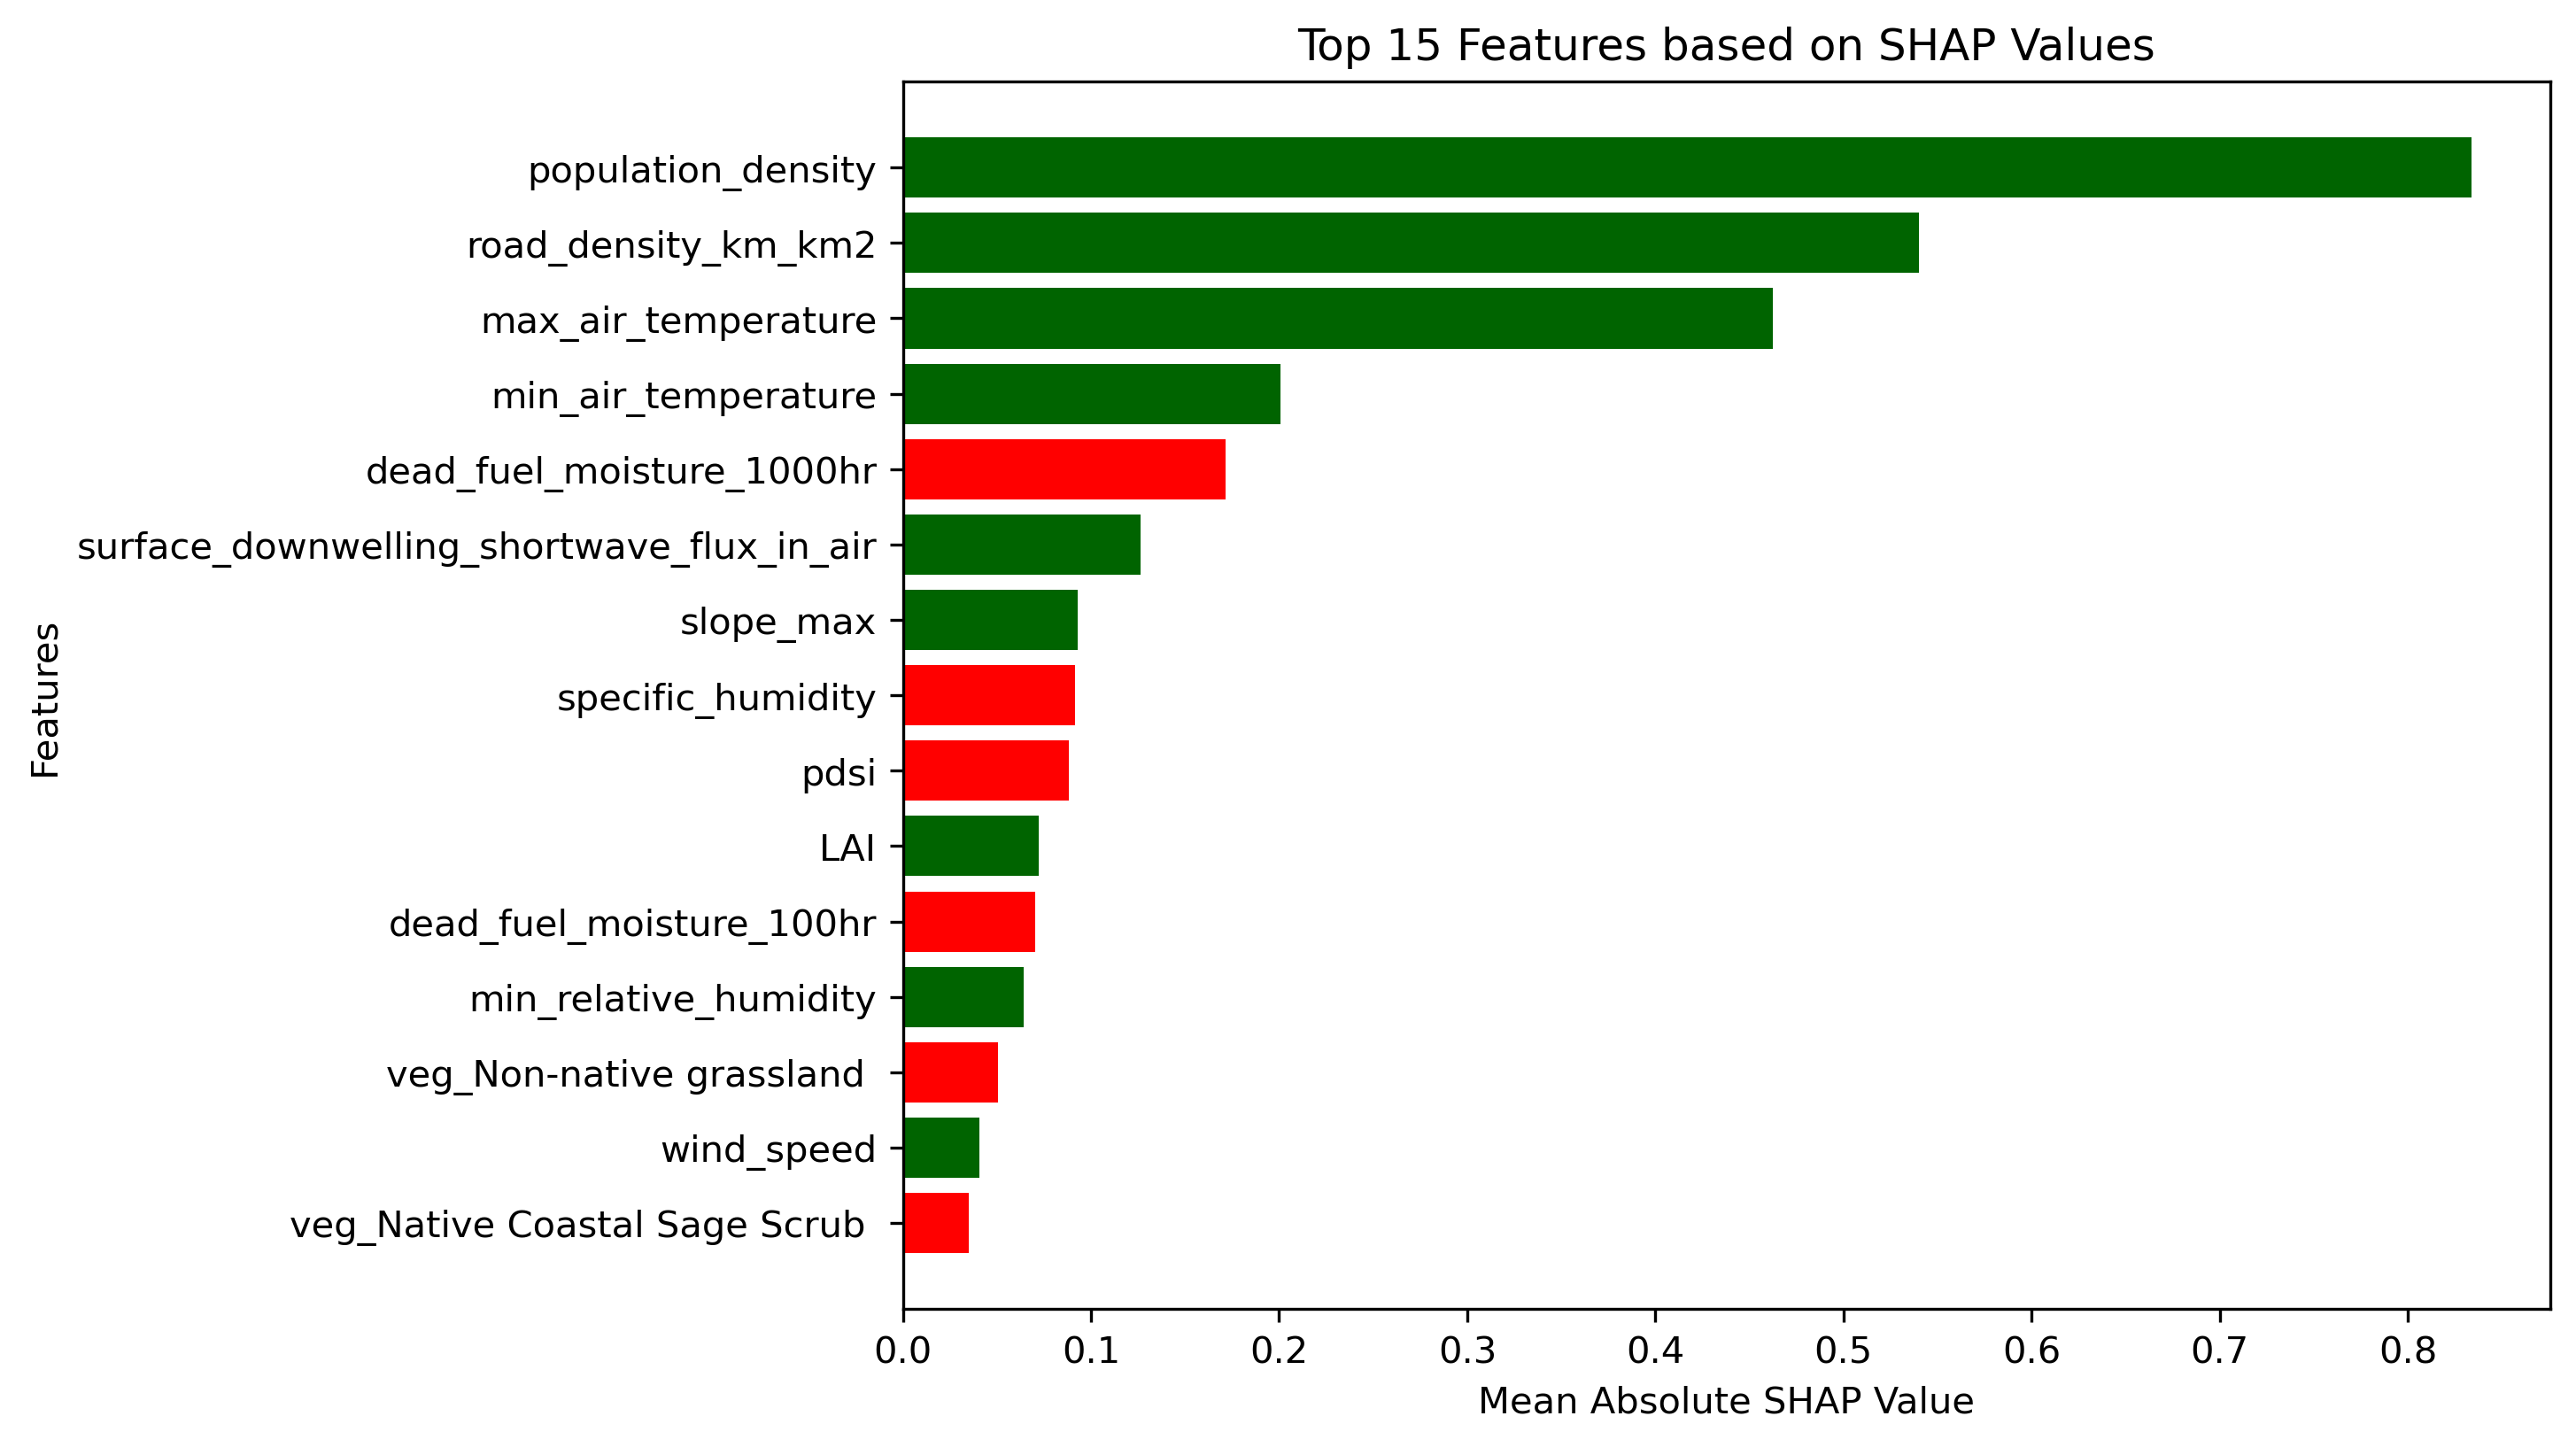 Top 15 Features based on SHAP Values
population_density
road_density_km_km2
max_air_temperature
min_air_temperature
dead_fuel_moisture_1000hr
surface_downwelling_shortwave_flux_in_air
slope_max
specific_humidity
pdsi
LAI
dead_fuel_moisture_100hr
min_relative_humidity
veg_Non-native grassland
wind_speed
veg_Native Coastal Sage Scrub
Features
0.0 0.1 0.2 0.3 0.4 0.5 0.6 0.7 0.8
Mean Absolute SHAP Value